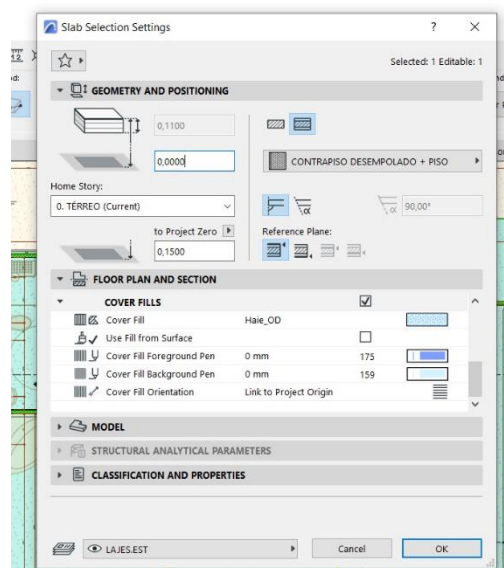 Slab Selection Settings
? X
Selected: 1 Editable: 1
GEOMETRY AND POSITIONING
0,1100
0,0000
CONTRAPISO DESEMPOLADO + PISO
Home Story:
0. TÉRREO (Current)
α
α 90,00°
to Project Zero
Reference Plane:
0,1500
FLOOR PLAN AND SECTION
COVER FILLS
Cover Fill Haie_OD
Use Fill from Surface
Cover Fill Foreground Pen 0 mm 175
Cover Fill Background Pen 0 mm 159
Cover Fill Orientation Link to Project Origin
MODEL
STRUCTURAL ANALYTICAL PARAMETERS
CLASSIFICATION AND PROPERTIES
LAJES.EST
Cancel
OK